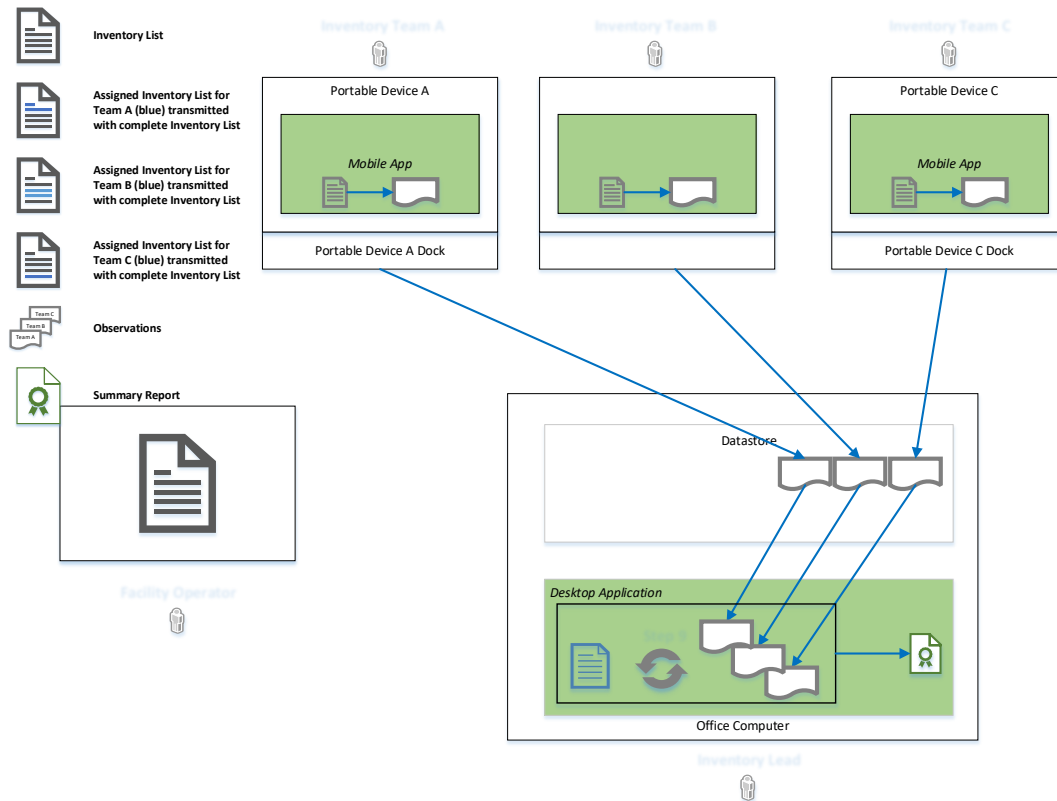 Inventory List
Assigned Inventory List for
Team A (blue) transmitted
with complete Inventory List
Assigned Inventory List for
Team B (blue) transmitted
with complete Inventory List
Assigned Inventory List for
Team C (blue) transmitted
with complete Inventory List
Team C
Team B
Team A
Observations
Summary Report
Inventory Team A
Inventory Team B
Inventory Team C
Portable Device A
Portable Device C
Mobile App
Mobile App
Portable Device A Dock
Portable Device C Dock
Facility Operator
Datastore
Desktop Application
Step 3
Office Computer
Inventory Lead